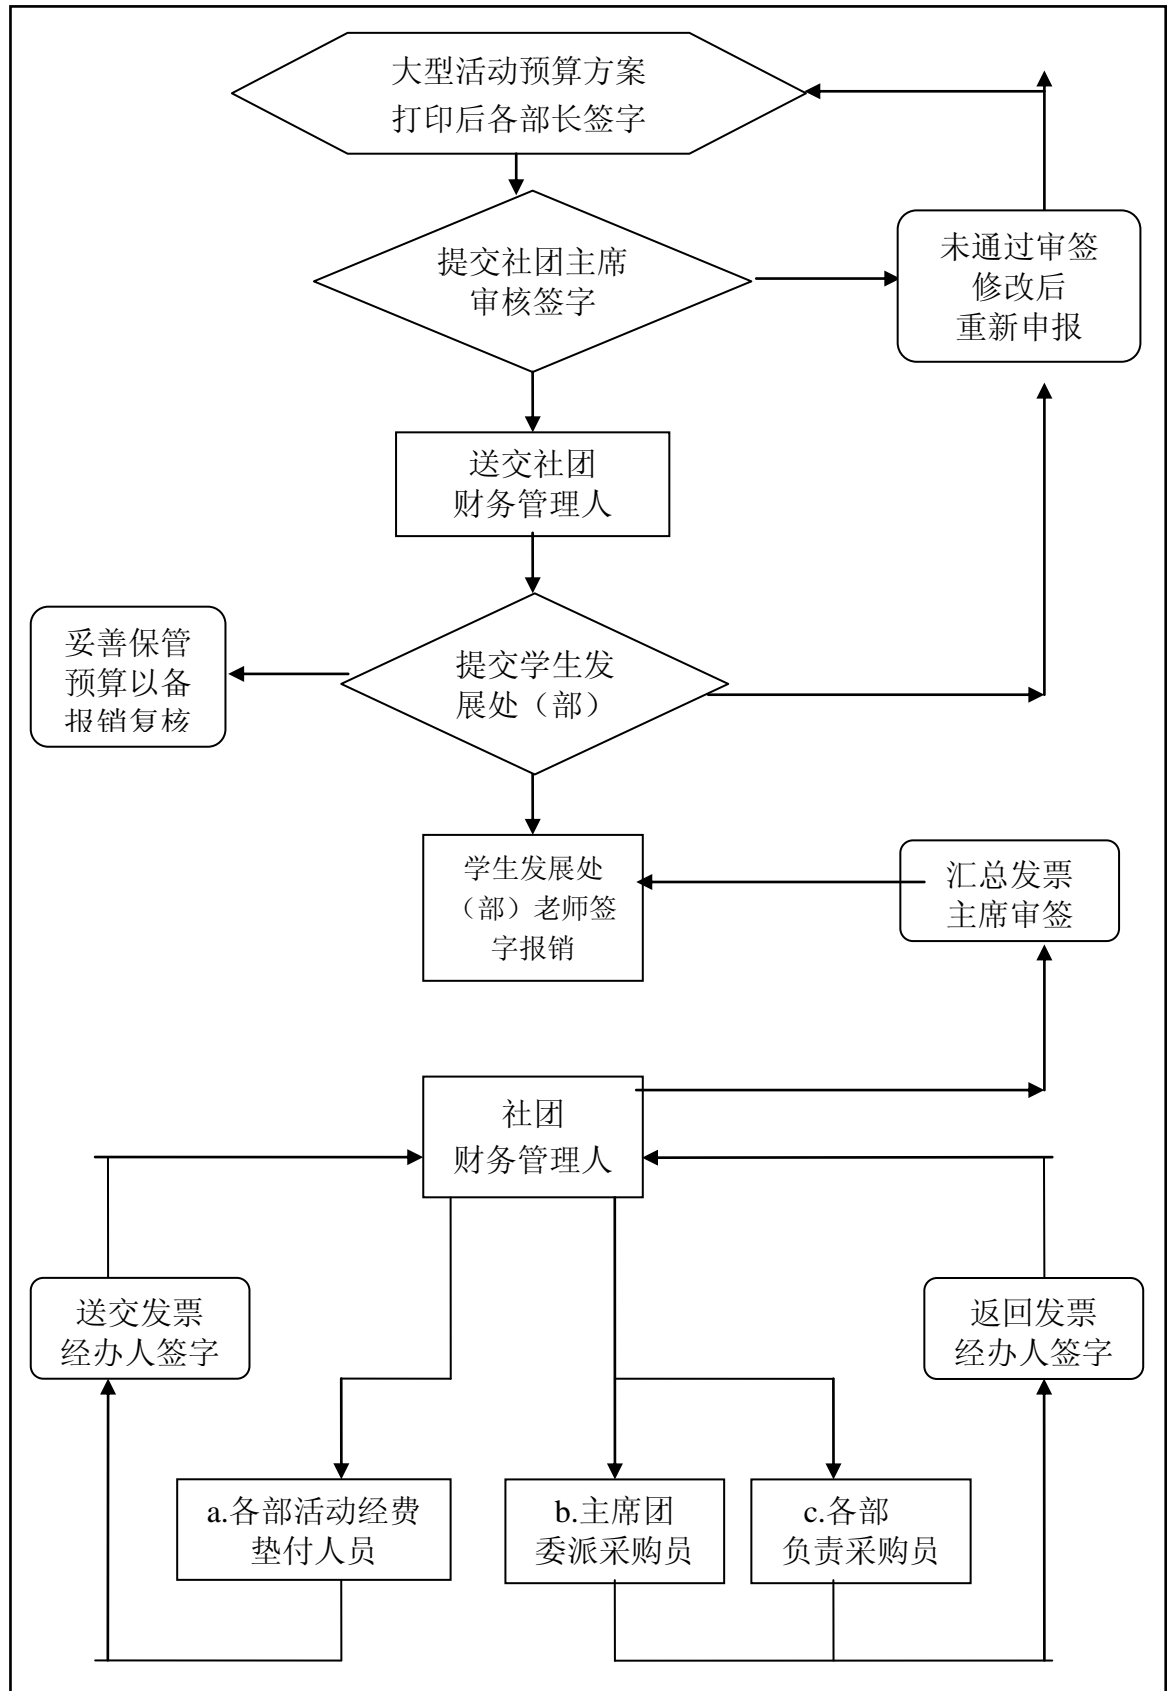 大型活动预算方案
打印后各部长签字
提交社团主席
审核签字
未通过审签
修改后
重新申报
送交社团
财务管理人
妥善保管
预算以备
报销复核
提交学生发
展处（部）
学生发展处
（部）老师签
字报销
汇总发票
主席审签
社团
财务管理人
送交发票
经办人签字
返回发票
经办人签字
a.各部活动经费
垫付人员
b.主席团
委派采购员
c.各部
负责采购员